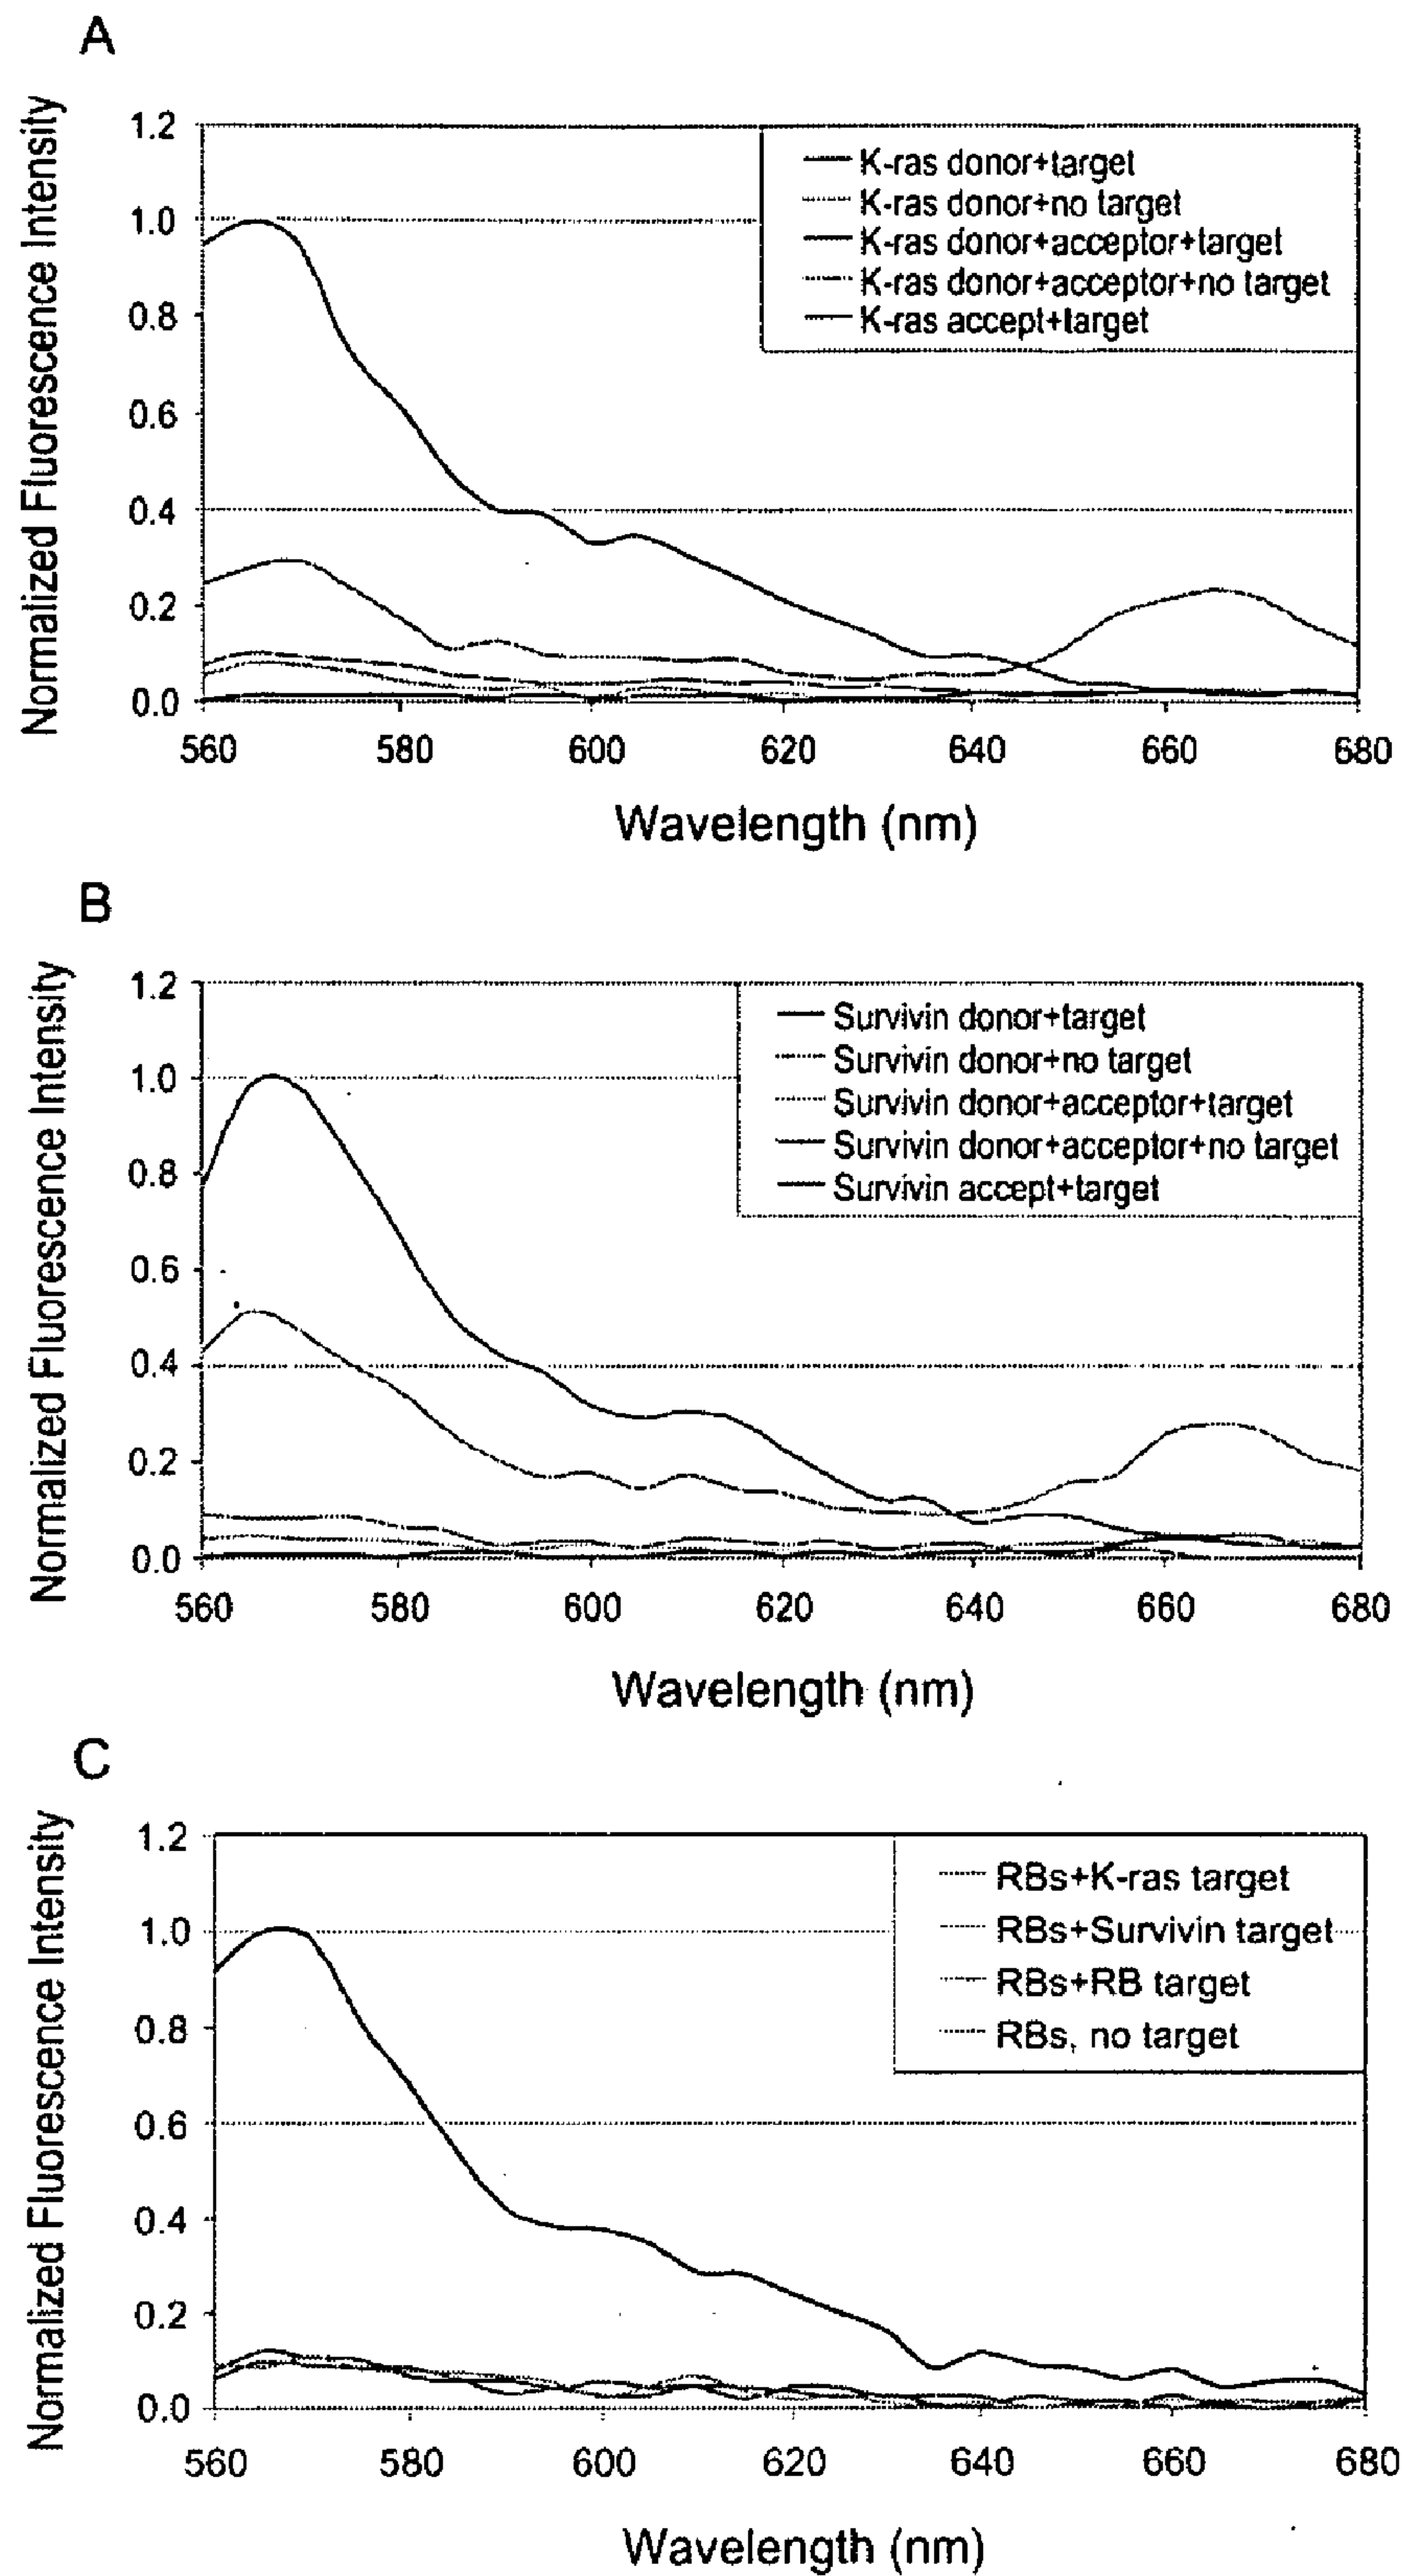 A
Normalized Fluorescence Intensity
1.2
1.0
0.8
0.6
0.4
0.2
0.0
K-ras donor+target
K-ras donor+no target
K-ras donor+acceptor+target
K-ras donor+acceptor+no target
K-ras accept+target
560 580 600 620 640 660 680
Wavelength (nm)
B
Normalized Fluorescence Intensity
1.2
1.0
0.8
0.6
0.4
0.2
0.0
Survivin donor+target
Survivin donor+no target
Survivin donor+acceptor+target
Survivin donor+acceptor+no target
Survivin accept+target
560 580 600 620 640 660 680
Wavelength (nm)
C
Normalized Fluorescence Intensity
1.2
1.0
0.8
0.6
0.4
0.2
0.0
RBs+K-ras target
RBs+Survivin target
RBs+RB target
RBs, no target
560 580 600 620 640 660 680
Wavelength (nm)